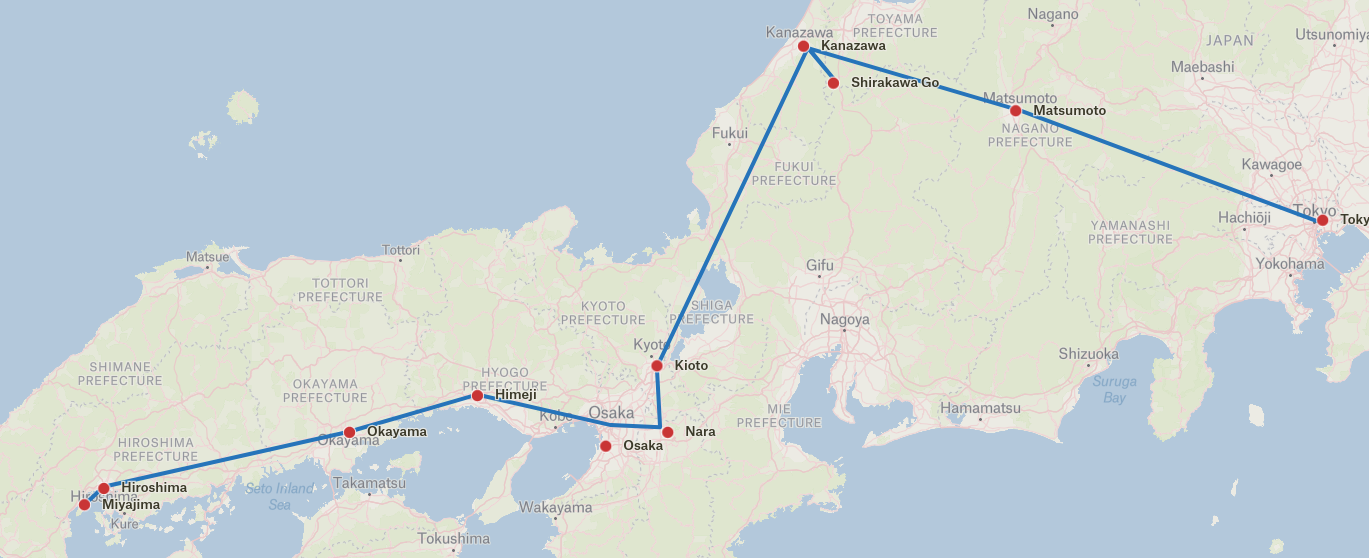 TOYAMA
PREFECTURE
Nagano
Kanazawa
Kanazawa
JAPAN
Utsunomiya
Maebashi
Shirakawa Go
Matsumoto
Matsumoto
NAGANO
PREFECTURE
Fukui
FUKUI
PREFECTURE
Kawagoe
Tokyo
Toky
Hachiōji
YAMANASHI
PREFECTURE
Yokohama
Tottori
Matsue
TOTTORI
PREFECTURE
KYOTO
PREFECTURE
SHIGA
PREFECTURE
Gifu
Nagoya
Kyoto
Kioto
SHIMANE
PREFECTURE
OKAYAMA
PREFECTURE
HYOGO
PREFECTURE
Himeji
Shizuoka
Suruga
Bay
Osaka
Kobe
MIE
PREFECTURE
Hamamatsu
Okayama
Okayama
Nara
Osaka
HIROSHIMA
PREFECTURE
Hiroshima
Hiroshima
Miyajima
Kure
Seto Inland
Sea
Takamatsu
Wakayama
Tokushima